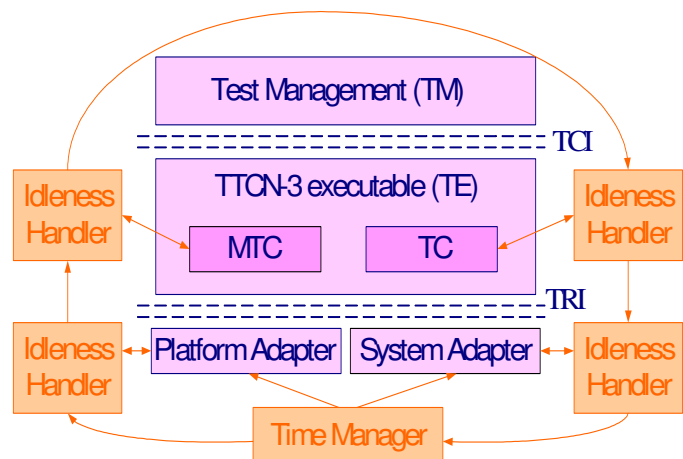 Test Management (TM)
TCI
TTCN-3 executable (TE)
Idleness
Handler
Idleness
Handler
MTC
TC
TRI
Idleness
Handler
Platform Adapter
System Adapter
Idleness
Handler
Time Manager